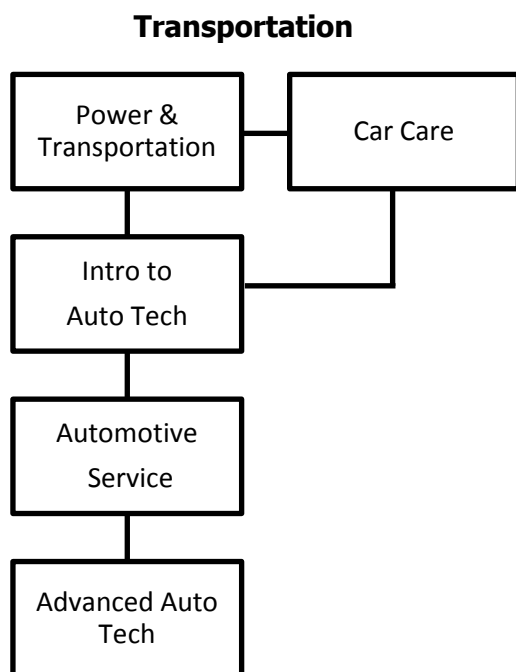 Transportation
Power &
Transportation
Car Care
Intro to
Auto Tech
Automotive
Service
Advanced Auto
Tech